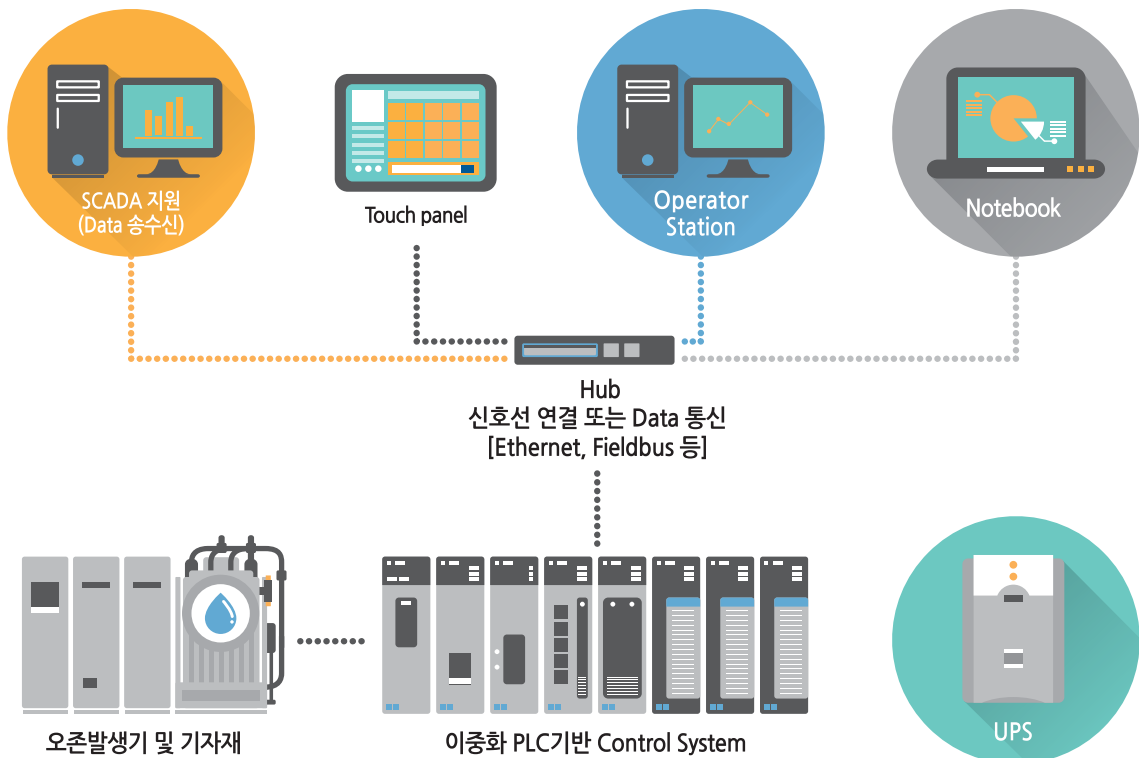 SCADA 지원
(Data 송수신)
Touch panel
Operator
Station
Notebook
Hub
신호선 연결 또는 Data 통신
[Ethernet, Fieldbus 등]
오존발생기 및 기자재
이중화 PLC기반 Control System
UPS